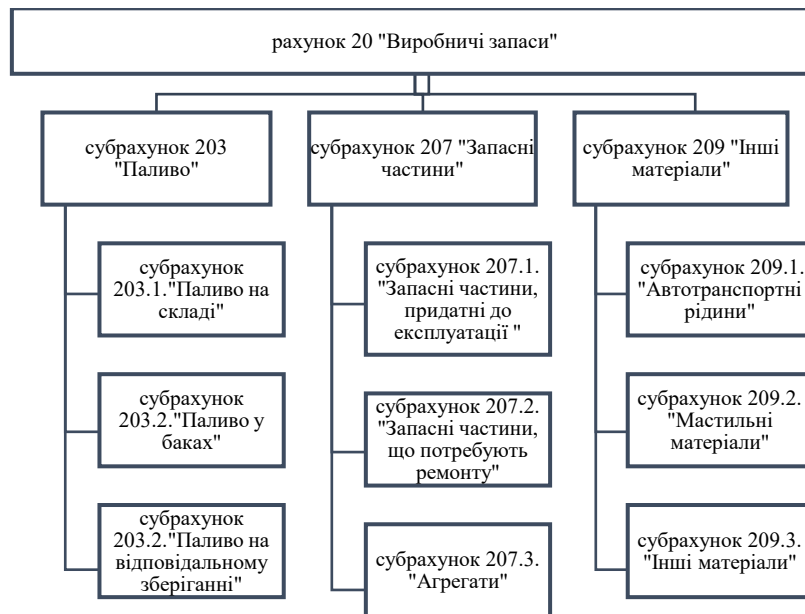 рахунок 20 "Виробничі запаси"
субрахунок 203
"Паливо"
субрахунок 207 "Запасні
частини"
субрахунок 209 "Інші
матеріали"
субрахунок
203.1."Паливо на
складі"
субрахунок
203.2."Паливо у
баках"
субрахунок
203.2."Паливо на
відповідальному
зберіганні"
субрахунок 207.1.
"Запасні частини,
придатні до
експлуатації "
субрахунок 207.2.
"Запасні частини,
що потребують
ремонту"
субрахунок 207.3.
"Агрегати"
субрахунок 209.1.
"Автотранспортні
рідини"
субрахунок 209.2.
"Мастильні
матеріали"
субрахунок 209.3.
"Інші матеріали"